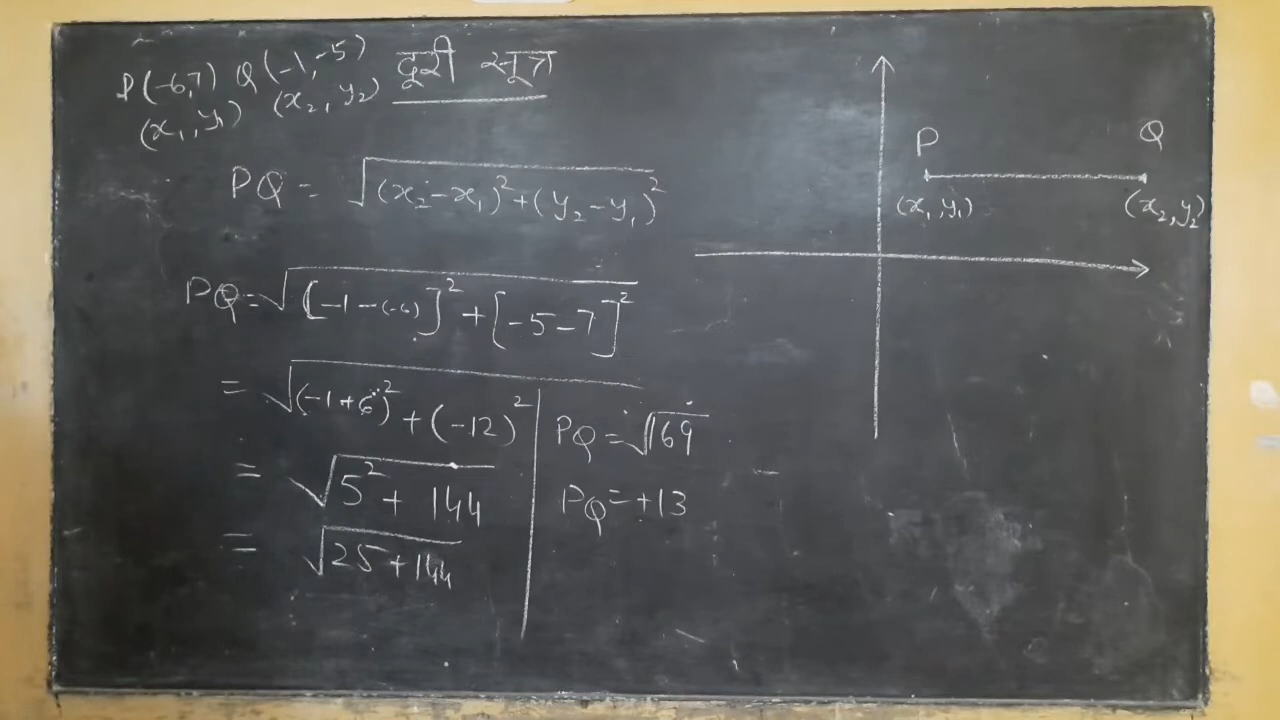 P(-6,7) Q(-1,-5) दूरी सूत्र
(x₁,y₁) (x₂,y₂)
PQ = √((x₂-x₁)²+(y₂-y₁)²)
PQ=√([-1-(-6)]²+[-5-7]²)
= √((-1+6)²+(-12)²)
= √(5²+144)
= √(25+144)
PQ=√169
PQ=+13
P Q
(x₁,y₁) (x₂,y₂)